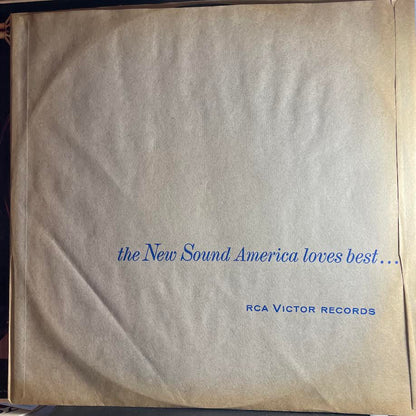 the New Sound America loves best...
RCA VICTOR RECORDS